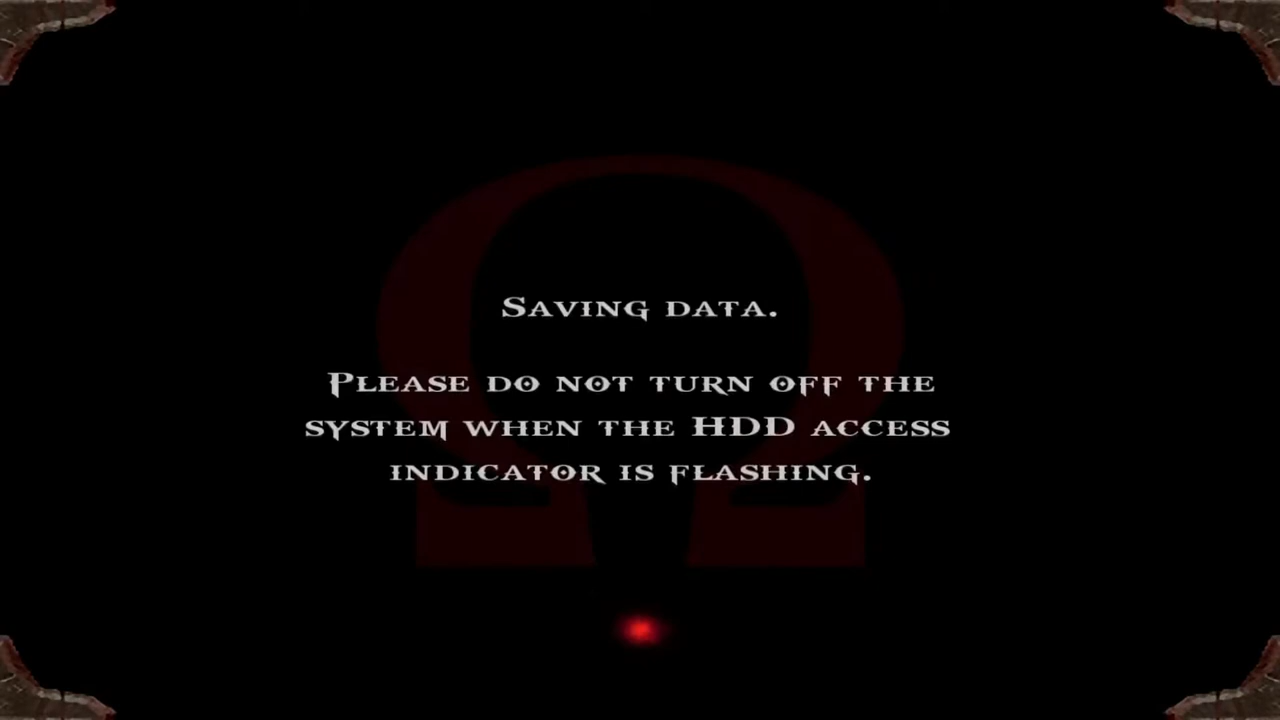 Saving data.
Please do not turn off the
system when the HDD access
indicator is flashing.